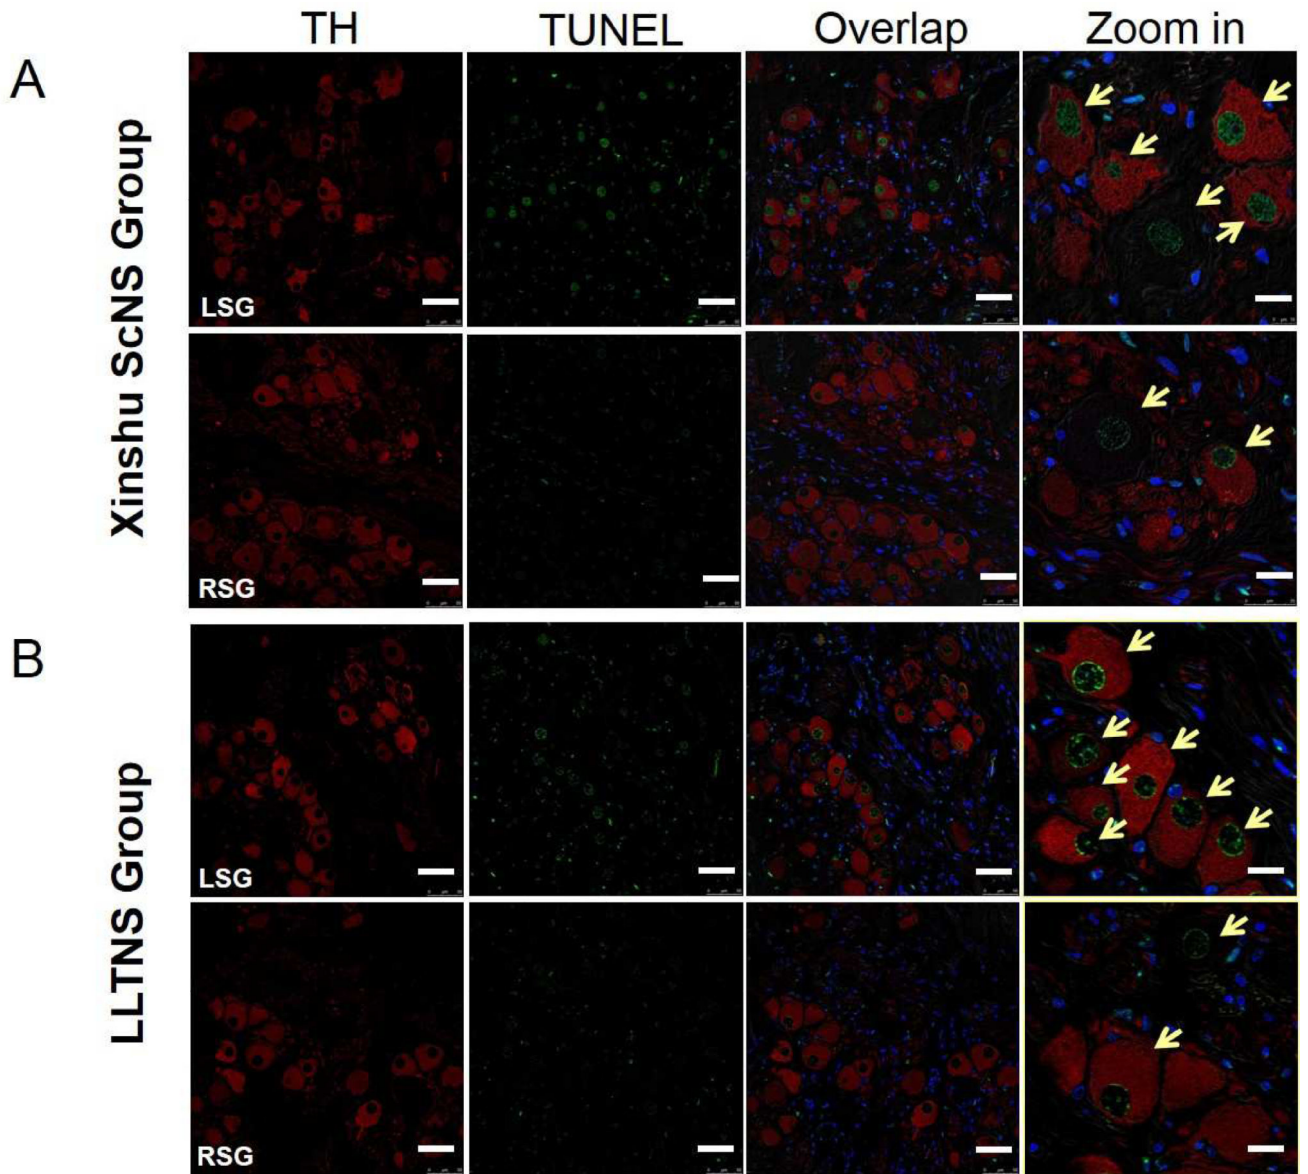 TH TUNEL Overlap Zoom in
A
Xinshu ScNS Group
LSG
RSG
B
LLTNS Group
LSG
RSG